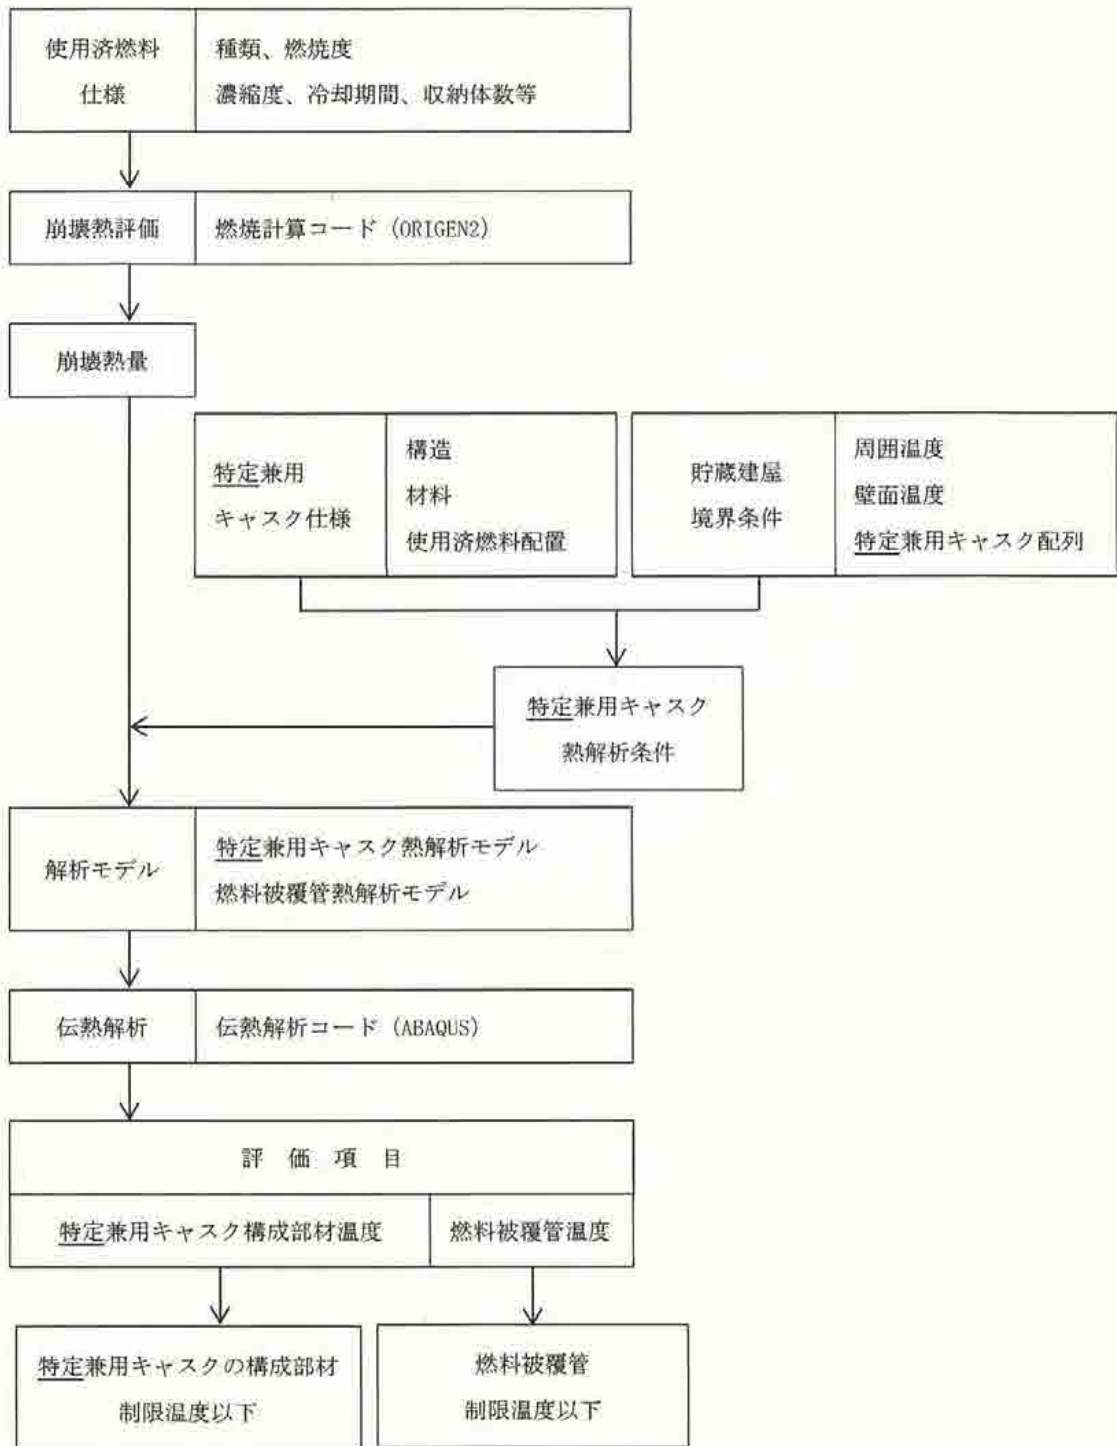 使用済燃料
仕様
種類、燃焼度
濃縮度、冷却期間、収納体数等
崩壊熱評価
燃焼計算コード (ORIGEN2)
崩壊熱量
特定兼用
キャスク仕様
構造
材料
使用済燃料配置
貯蔵建屋
境界条件
周囲温度
壁面温度
特定兼用キャスク配列
特定兼用キャスク
熱解析条件
解析モデル
特定兼用キャスク熱解析モデル
燃料被覆管熱解析モデル
伝熱解析
伝熱解析コード (ABAQUS)
評 価 項 目
特定兼用キャスク構成部材温度
燃料被覆管温度
特定兼用キャスクの構成部材
制限温度以下
燃料被覆管
制限温度以下